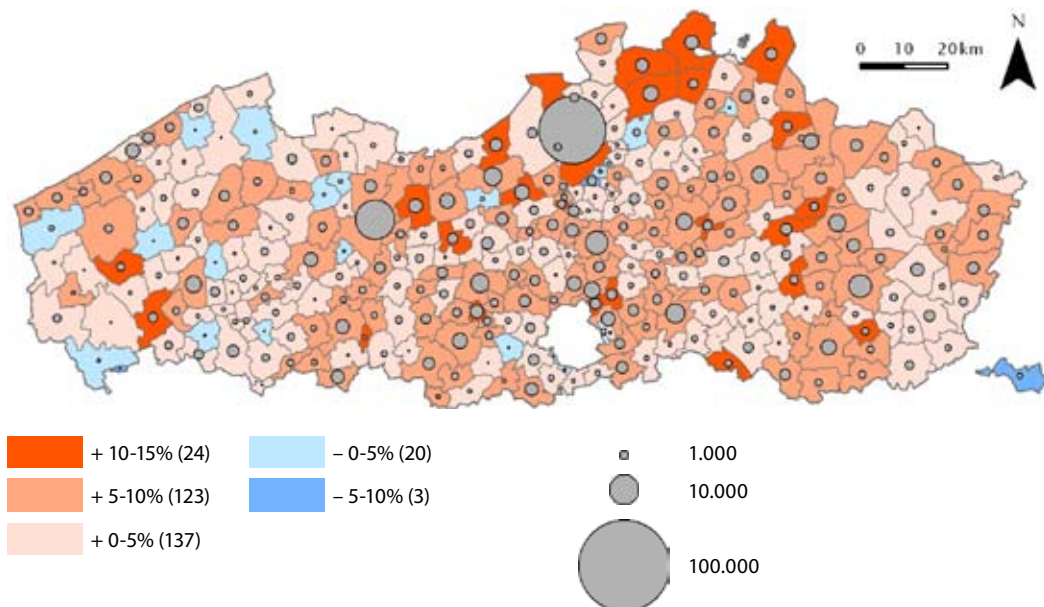 N
0 10 20km
+ 10-15% (24)
– 0-5% (20)
1.000
+ 5-10% (123)
– 5-10% (3)
10.000
+ 0-5% (137)
100.000